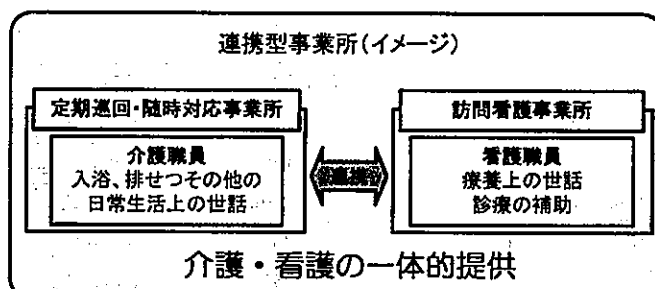 連携型事業所(イメージ)
定期巡回・随時対応事業所
介護職員
入浴、排せつその他の
日常生活上の世話
連携
訪問看護事業所
看護職員
療養上の世話
診療の補助
介護・看護の一体的提供